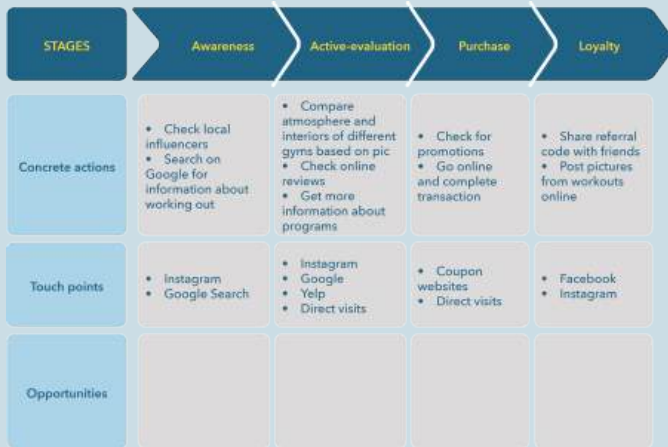 STAGES
Awareness
Active-evaluation
Purchase
Loyalty
Concrete actions
• Check local
influencers
• Search on
Google for
information about
working out
• Compare
atmosphere and
interiors of different
gyms based on pic
• Check online
reviews
• Get more
information about
programs
• Check for
promotions
• Go online
and complete
transaction
• Share referral
code with friends
• Post pictures
from workouts
online
Touch points
• Instagram
• Google Search
• Instagram
• Google
• Yelp
• Direct visits
• Coupon
websites
• Direct visits
• Facebook
• Instagram
Opportunities